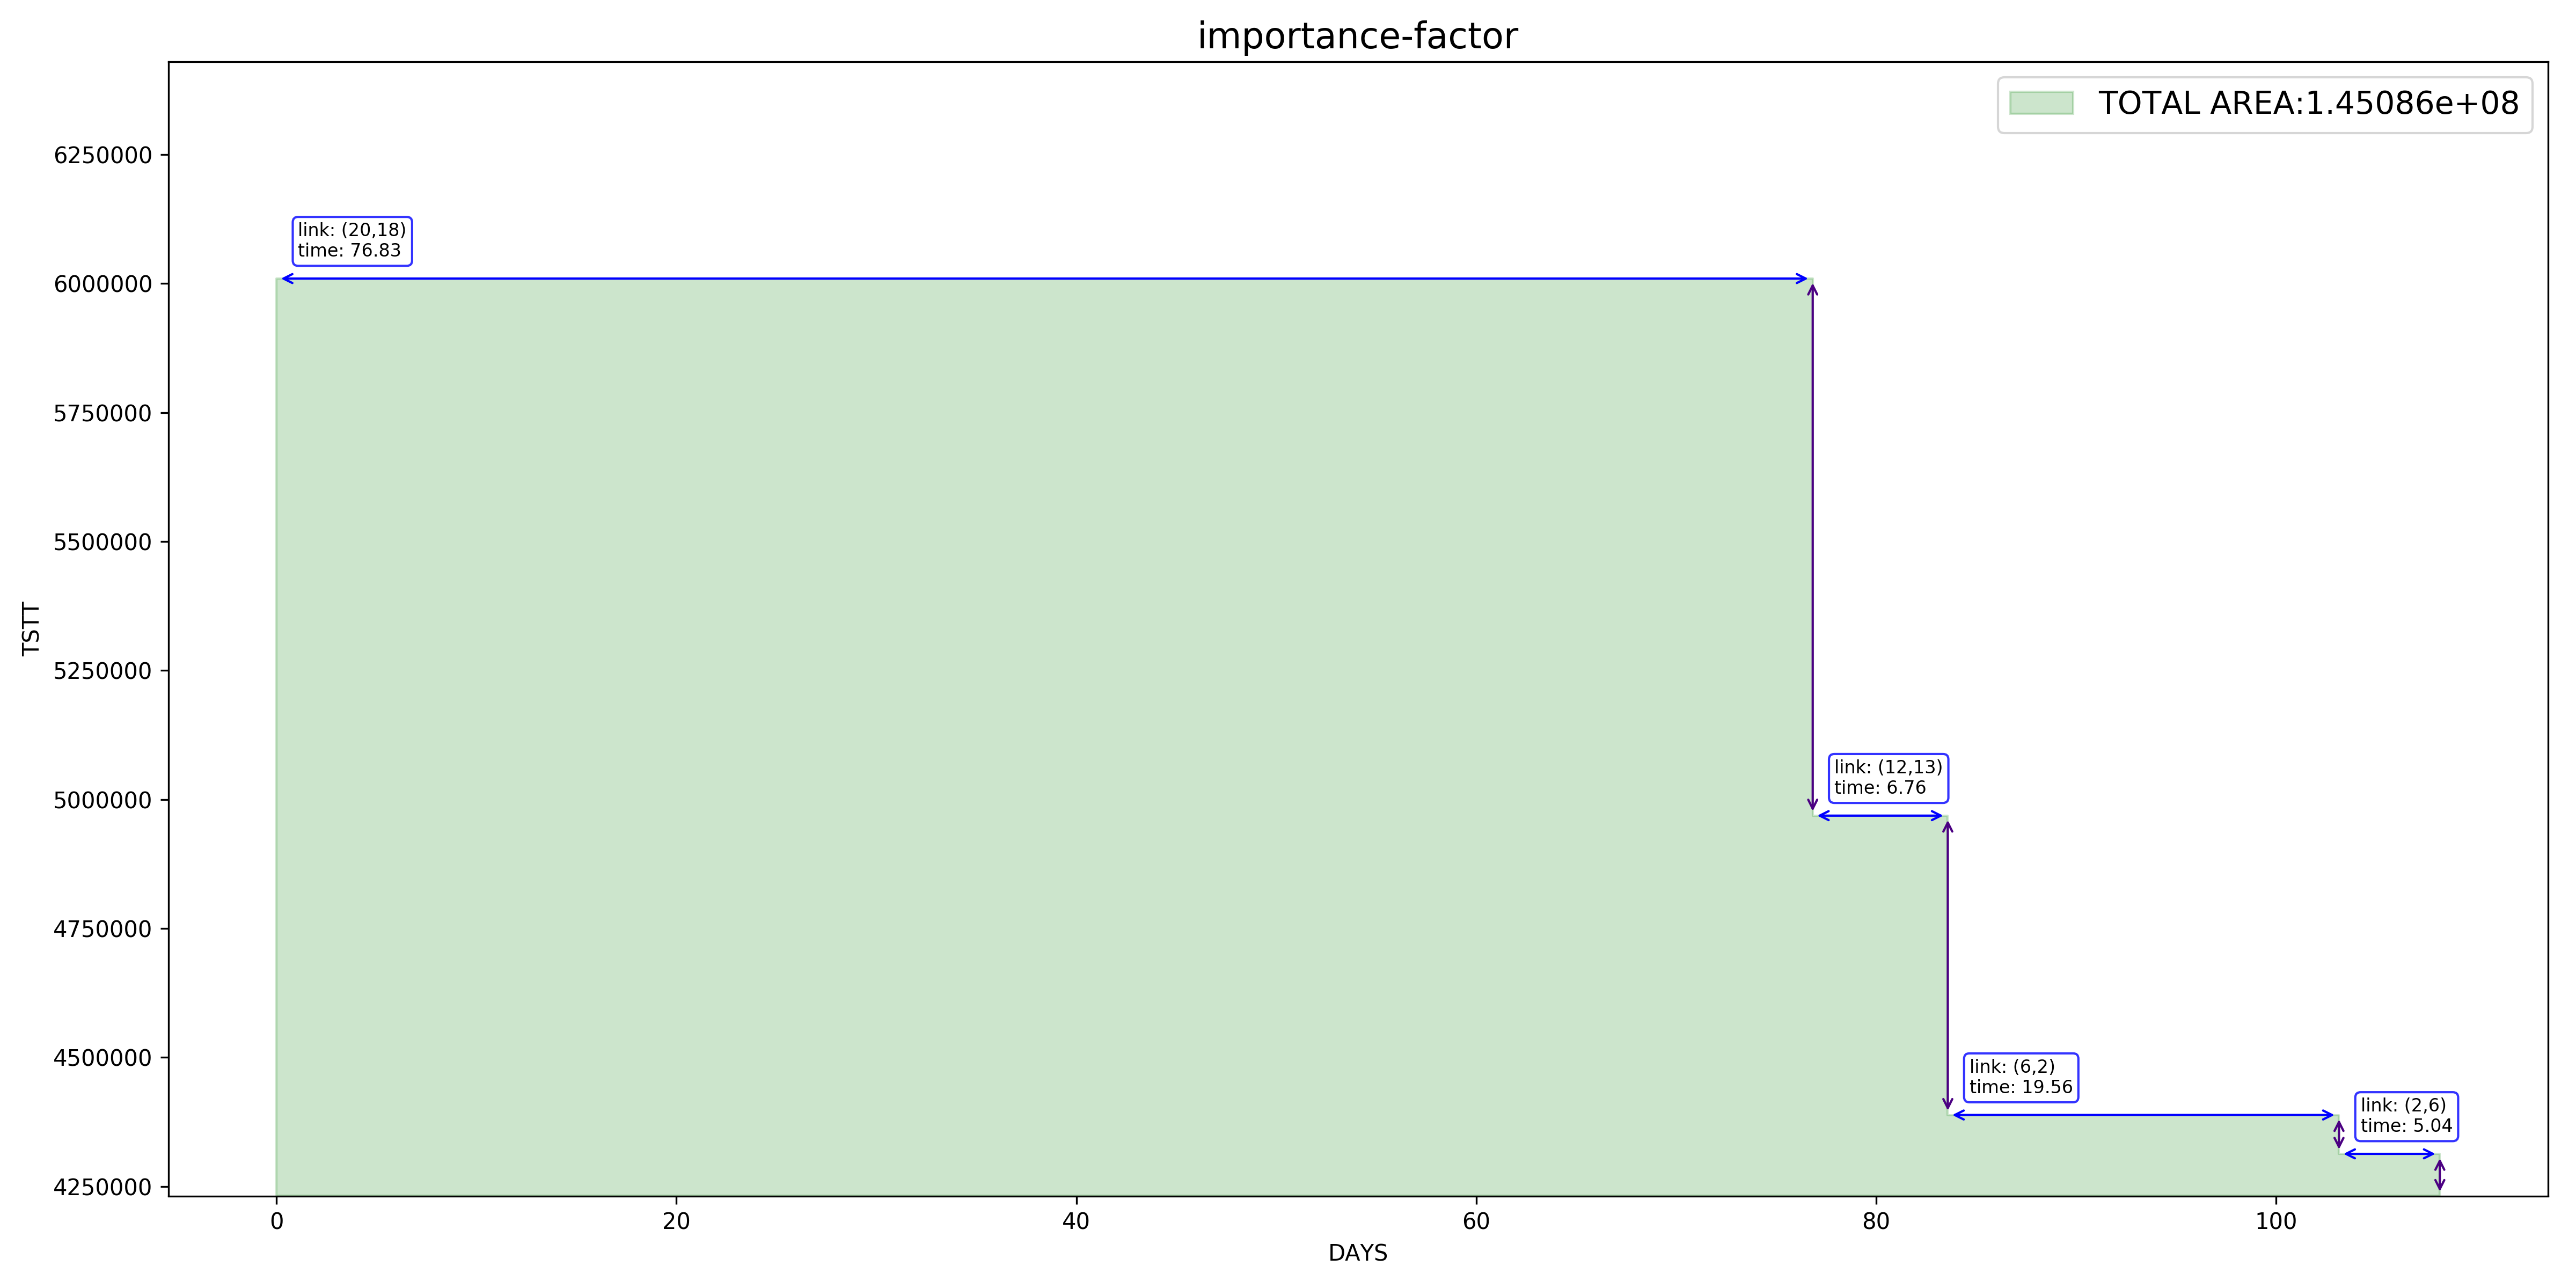 importance-factor
TOTAL AREA:1.45086e+08
6250000
6000000
5750000
5500000
5250000
5000000
4750000
4500000
4250000
TSTT
link: (20,18)
time: 76.83
link: (12,13)
time: 6.76
link: (6,2)
time: 19.56
link: (2,6)
time: 5.04
0 20 40 60 80 100
DAYS